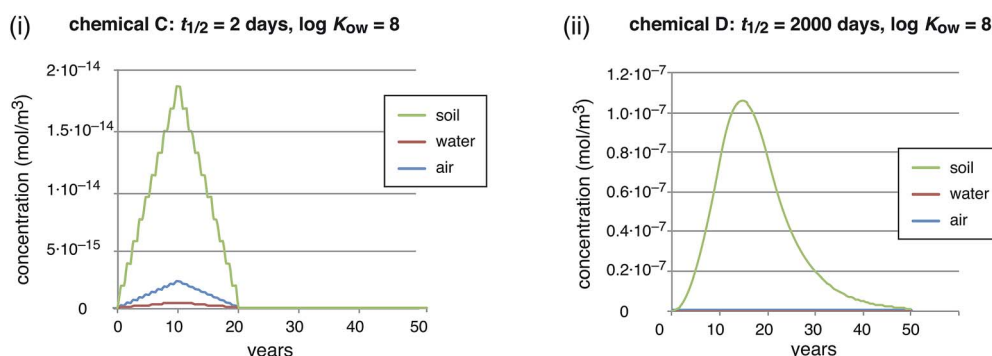 (i) chemical C: t1/2 = 2 days, log Kow = 8
2·10–14
1.5·10–14
1·10–14
5·10–15
0
concentration (mol/m3)
soil
water
air
0 10 20 30 40 50
years
(ii) chemical D: t1/2 = 2000 days, log Kow = 8
1.2·10–7
1.0·10–7
0.8·10–7
0.6·10–7
0.4·10–7
0.2·10–7
0
concentration (mol/m3)
soil
water
air
0 10 20 30 40 50
years